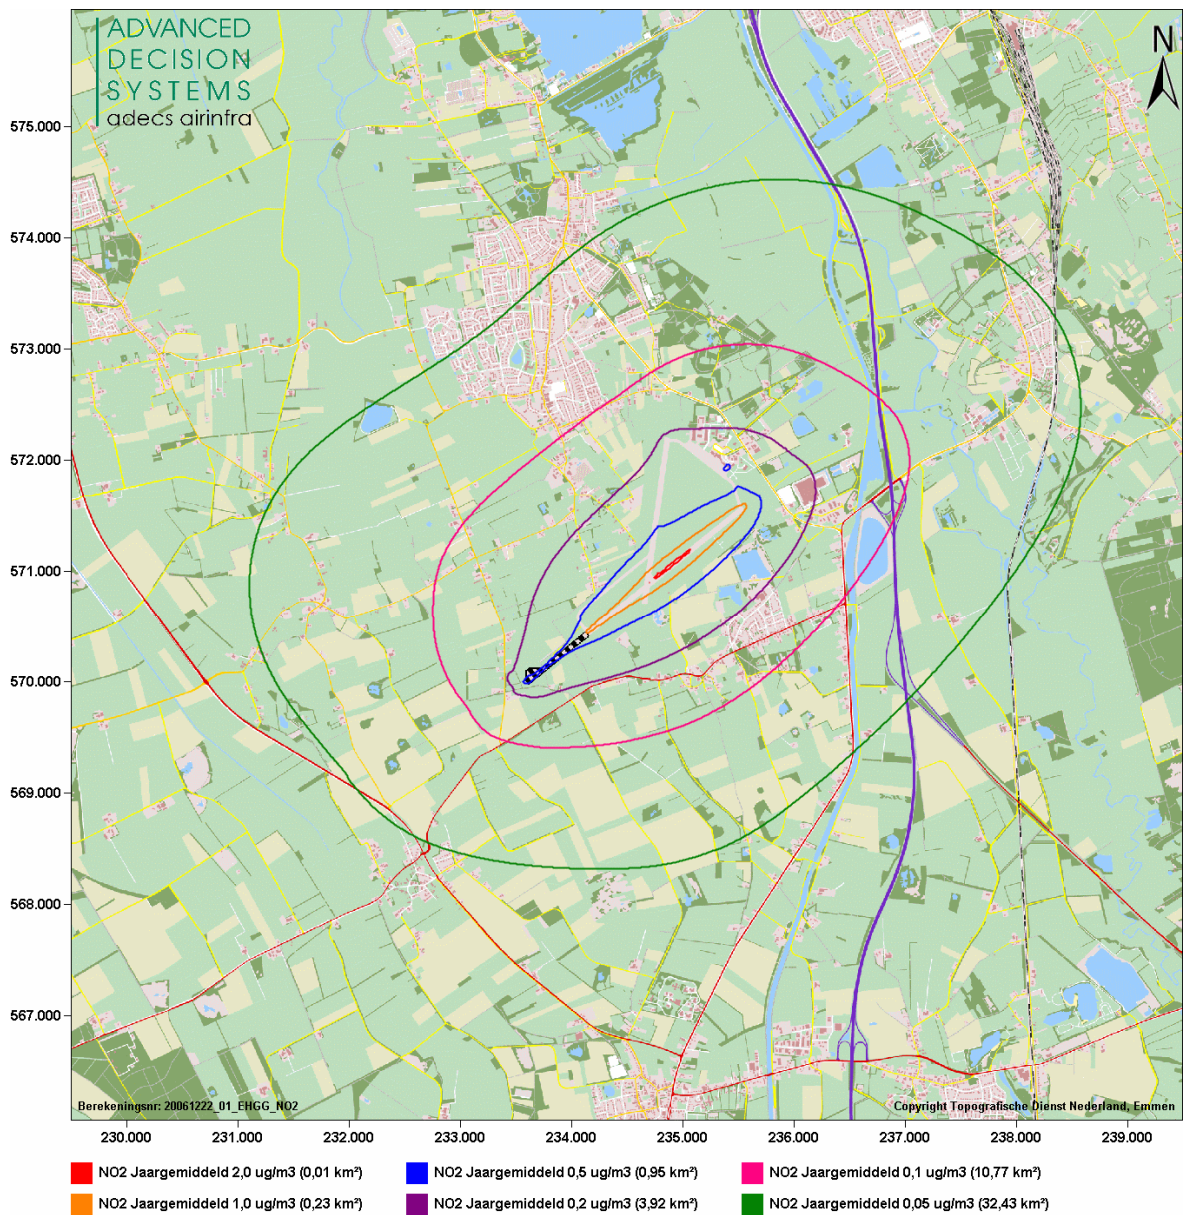 ADVANCED
DECISION
SYSTEMS
adecs airinfra
N
575.000
574.000
573.000
572.000
571.000
570.000
569.000
568.000
567.000
Berekeningsnr: 20061222_01_EHGG_NO2
Copyright Topografische Dienst Nederland, Emmen
230.000 231.000 232.000 233.000 234.000 235.000 236.000 237.000 238.000 239.000
NO2 Jaargemiddeld 2,0 ug/m3 (0,01 km²)
NO2 Jaargemiddeld 0,5 ug/m3 (0,95 km²)
NO2 Jaargemiddeld 0,1 ug/m3 (10,77 km²)
NO2 Jaargemiddeld 1,0 ug/m3 (0,23 km²)
NO2 Jaargemiddeld 0,2 ug/m3 (3,92 km²)
NO2 Jaargemiddeld 0,05 ug/m3 (32,43 km²)